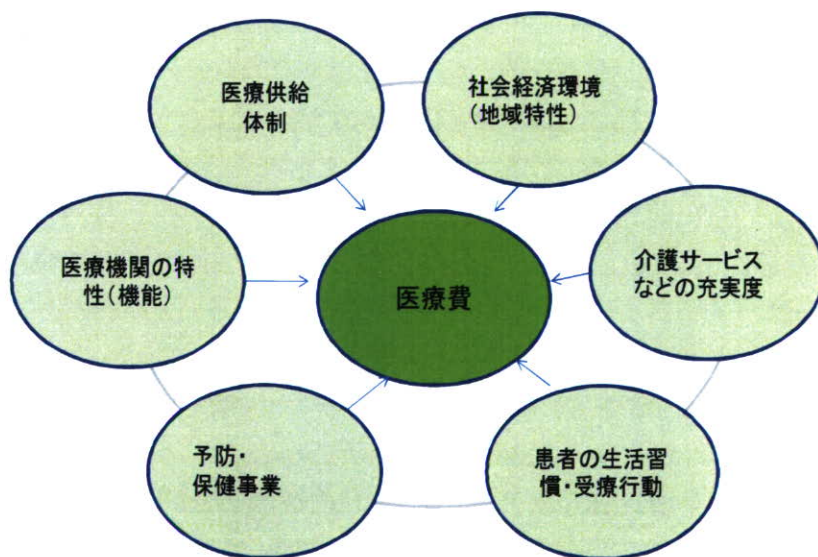 医療供給
体制
社会経済環境
(地域特性)
医療機関の特
性(機能)
医療費
介護サービス
などの充実度
予防・
保健事業
患者の生活習
慣・受療行動